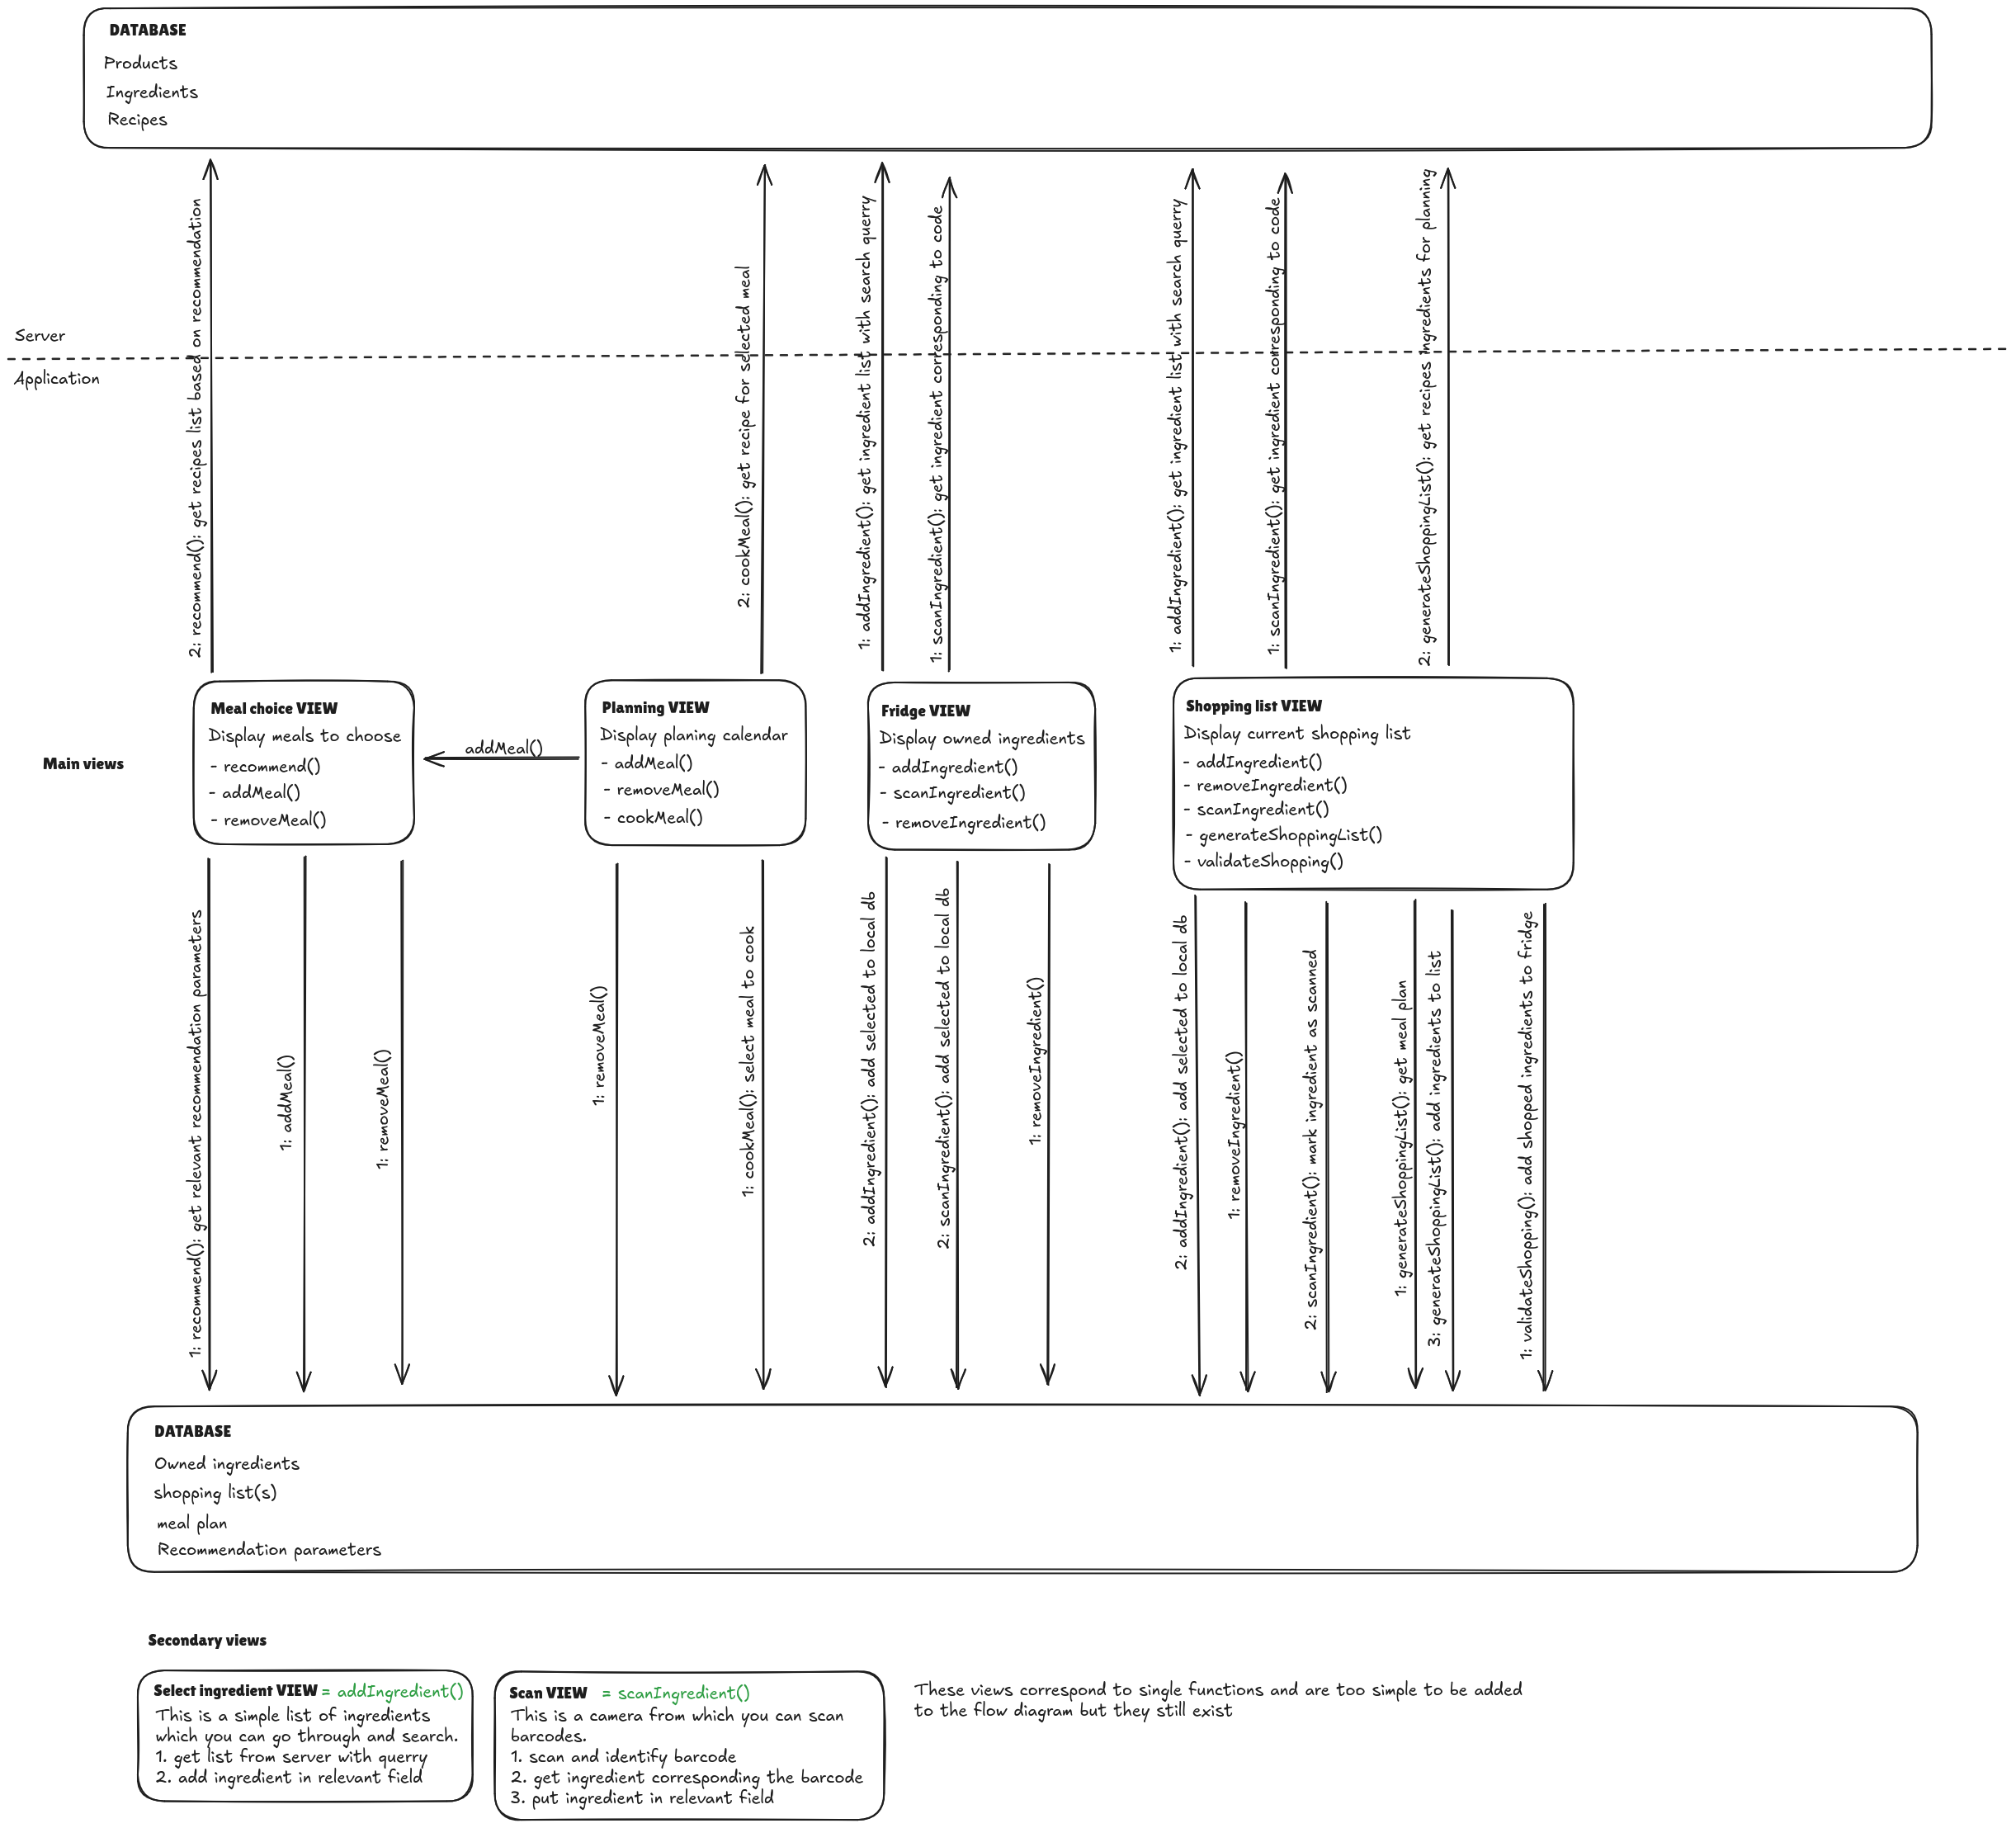 DATABASE
Products
Ingredients
Recipes
2: recommend(): get recipes list based on recommendation
2: cookMeal(): get recipe for selected meal
1: addIngredient(): get ingredient list with search querry
1: scanIngredient(): get ingredient corresponding to code
1: addIngredient(): get ingredient list with search querry
1: scanIngredient(): get ingredient corresponding to code
2: generateShoppingList(): get recipes ingredients for planning
Server
Application
Main views
Meal choice VIEW
Display meals to choose
- recommend()
- addMeal()
- removeMeal()
addMeal()
Planning VIEW
Display planing calendar
- addMeal()
- removeMeal()
- cookMeal()
Fridge VIEW
Display owned ingredients
- addIngredient()
- scanIngredient()
- removeIngredient()
Shopping list VIEW
Display current shopping list
- addIngredient()
- removeIngredient()
- scanIngredient()
- generateShoppingList()
- validateShopping()
1: recommend(): get relevant recommendation parameters
1: addMeal()
1: removeMeal()
1: removeMeal()
1: cookMeal(): select meal to cook
2: addIngredient(): add selected to local db
2: scanIngredient(): add selected to local db
1: removeIngredient()
2: addIngredient(): add selected to local db
1: removeIngredient()
2: scanIngredient(): mark ingredient as scanned
1: generateShoppingList(): get meal plan
3: generateShoppingList(): add ingredients to list
1: validateShopping(): add shopped ingredients to fridge
DATABASE
Owned ingredients
shopping list(s)
meal plan
Recommendation parameters
Secondary views
Select ingredient VIEW = addIngredient()
This is a simple list of ingredients
which you can go through and search.
1. get list from server with querry
2. add ingredient in relevant field
Scan VIEW = scanIngredient()
This is a camera from which you can scan
barcodes.
1. scan and identify barcode
2. get ingredient corresponding the barcode
3. put ingredient in relevant field
These views correspond to single functions and are too simple to be added
to the flow diagram but they still exist